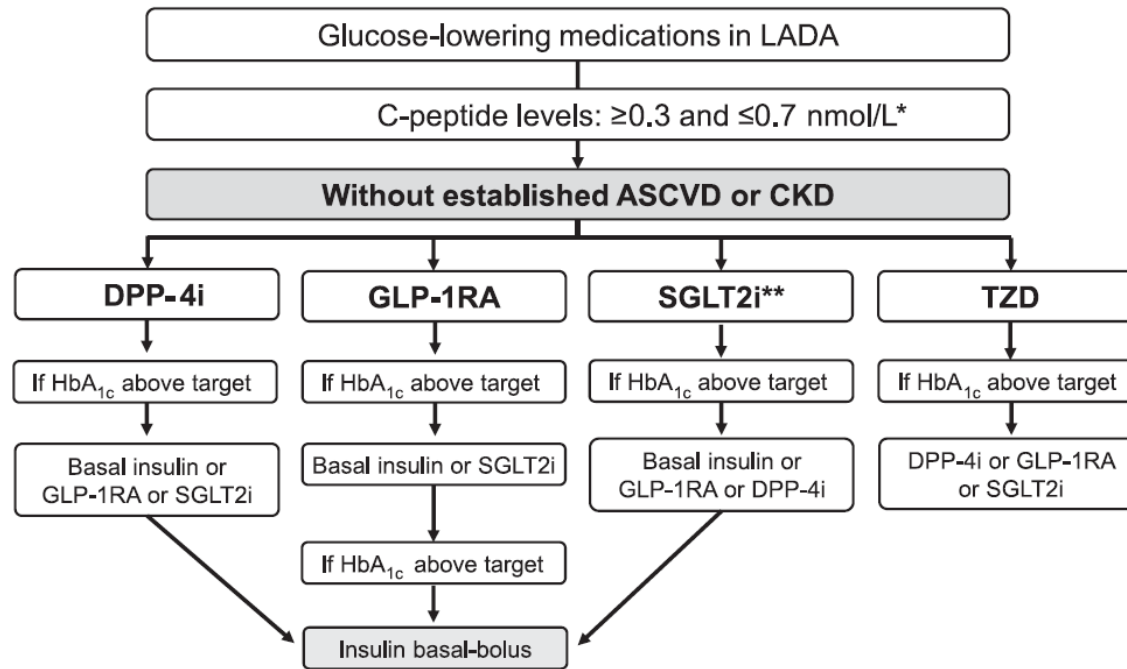 Glucose-lowering medications in LADA
C-peptide levels: ≥0.3 and ≤0.7 nmol/L*
Without established ASCVD or CKD
DPP-4i
GLP-1RA
SGLT2i**
TZD
If HbA1c above target
If HbA1c above target
If HbA1c above target
If HbA1c above target
Basal insulin or
GLP-1RA or SGLT2i
Basal insulin or SGLT2i
Basal insulin or
GLP-1RA or DPP-4i
DPP-4i or GLP-1RA
or SGLT2i
If HbA1c above target
Insulin basal-bolus